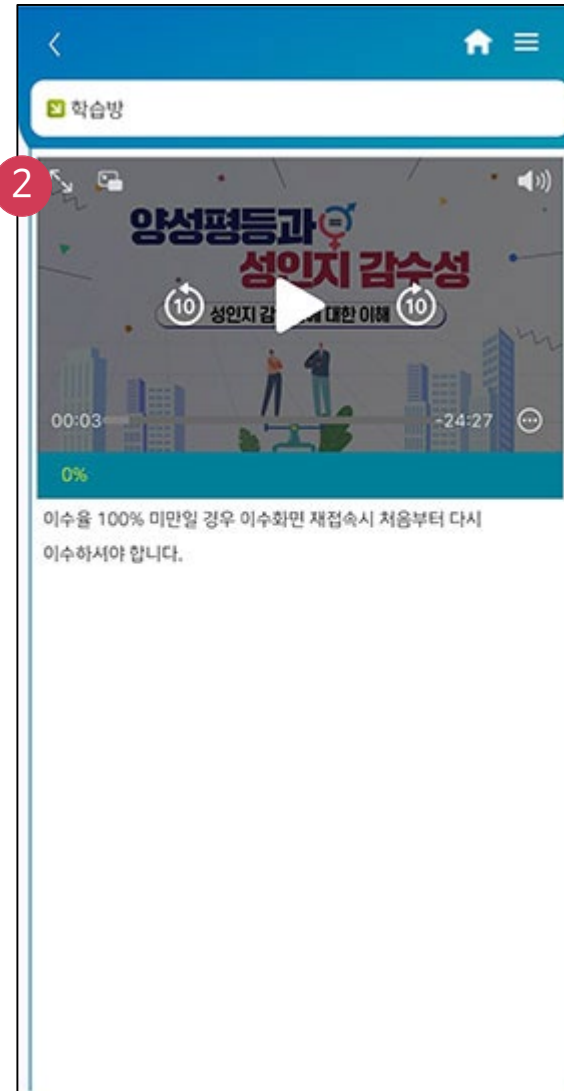 학습방
2
양성평등과
성인지 감수성
10
성인지 감
에 대한 이해
10
00:03
-24:27
0%
이수율 100% 미만일 경우 이수화면 재접속시 처음부터 다시
이수하셔야 합니다.